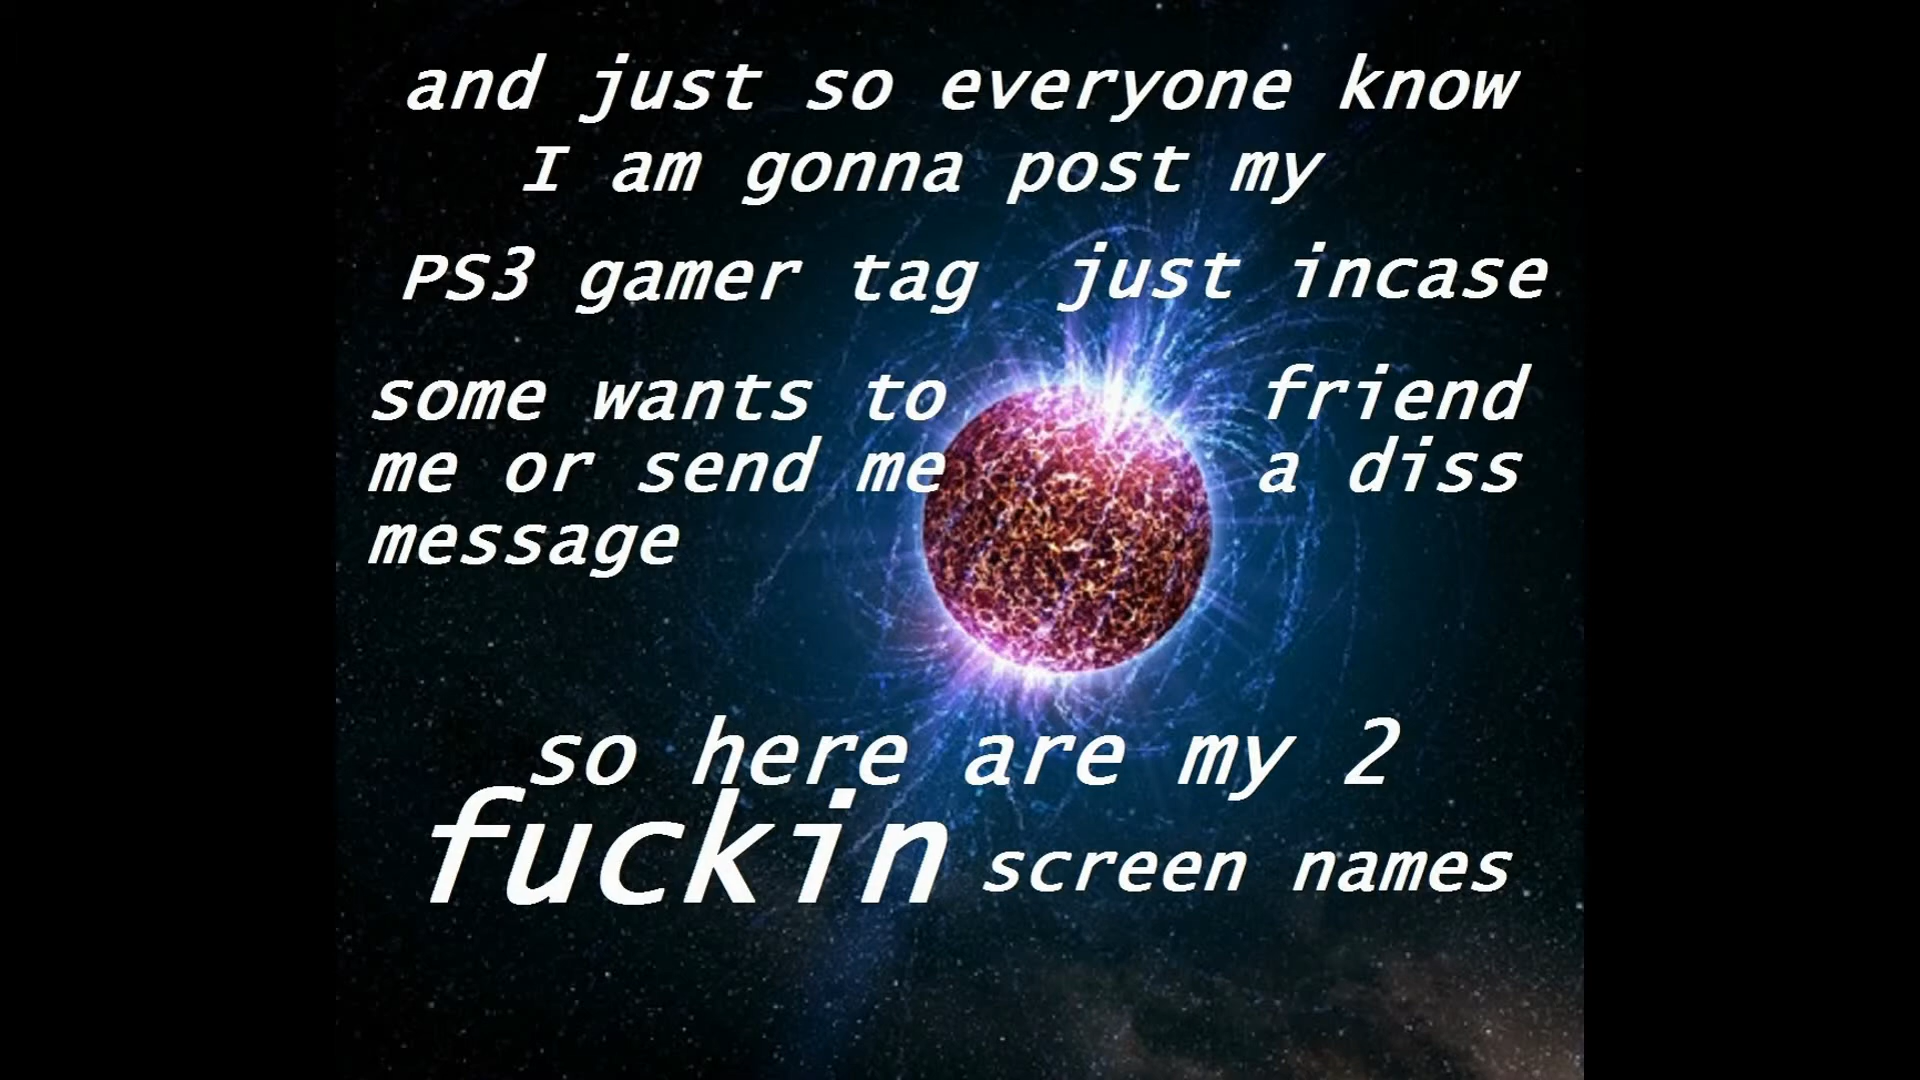 and just so everyone know
I am gonna post my
PS3 gamer tag just incase
some wants to friend
me or send me a diss
message
so here are my 2
fuckin screen names